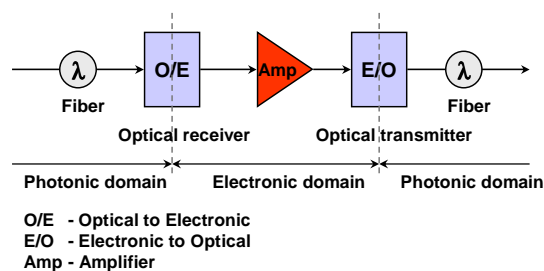 λ O/E Amp E/O λ
Fiber Fiber
Optical receiver Optical transmitter
Photonic domain Electronic domain Photonic domain
O/E - Optical to Electronic
E/O - Electronic to Optical
Amp - Amplifier